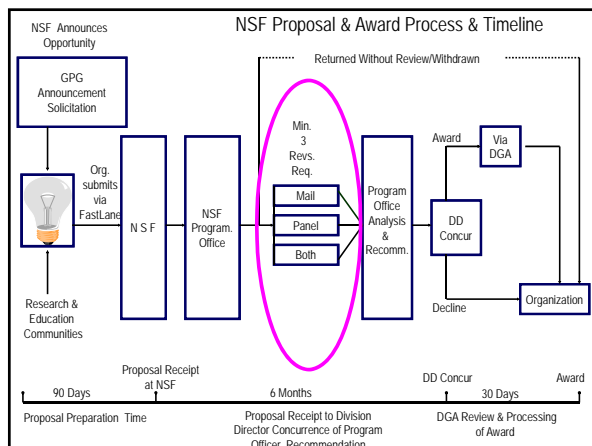 NSF Proposal & Award Process & Timeline
NSF Announces
Opportunity
GPG
Announcement
Solicitation
Returned Without Review/Withdrawn
Org.
submits
via
FastLane
N S F
NSF
Program.
Office
Min.
3
Revs.
Req.
Mail
Panel
Both
Program
Office
Analysis
&
Recomm.
Award
Via
DGA
DD
Concur
Decline
Organization
Research &
Education
Communities
Proposal Receipt
at NSF
DD Concur
Award
90 Days
6 Months
30 Days
Proposal Preparation Time
Proposal Receipt to Division
Director Concurrence of Program
Officer Recommendation
DGA Review & Processing
of Award